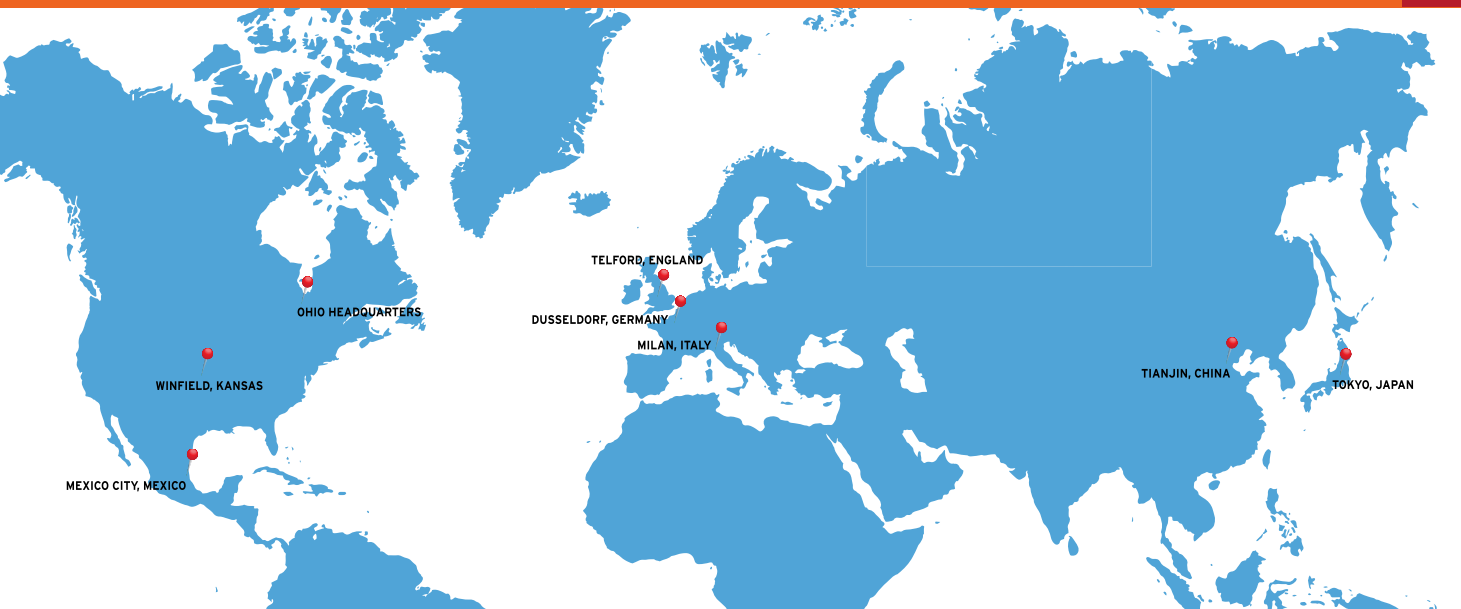 TELFORD, ENGLAND
OHIO HEADQUARTERS
DUSSELDORF, GERMANY
MILAN, ITALY
TIANJIN, CHINA
WINFIELD, KANSAS
TOKYO, JAPAN
MEXICO CITY, MEXICO